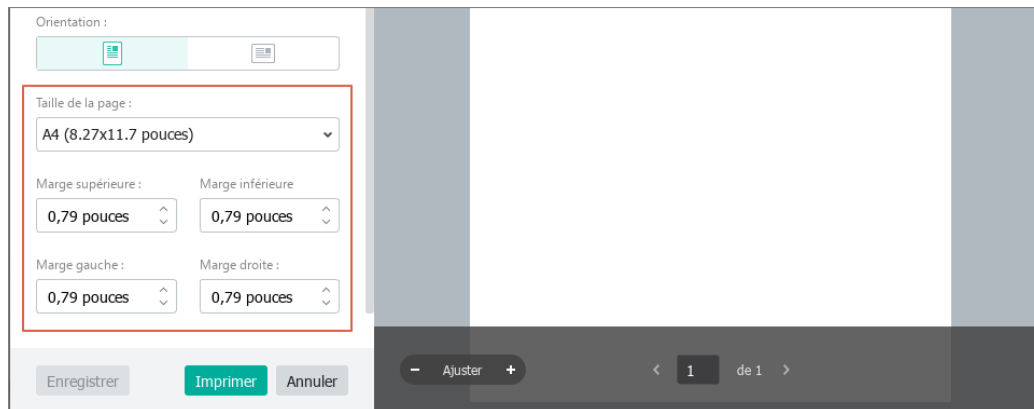 Orientation :
Taille de la page :
A4 (8.27x11.7 pouces)
Marge supérieure : Marge inférieure
0,79 pouces 0,79 pouces
Marge gauche : Marge droite :
0,79 pouces 0,79 pouces
Enregistrer Imprimer Annuler
- Ajuster + < 1 de 1 >